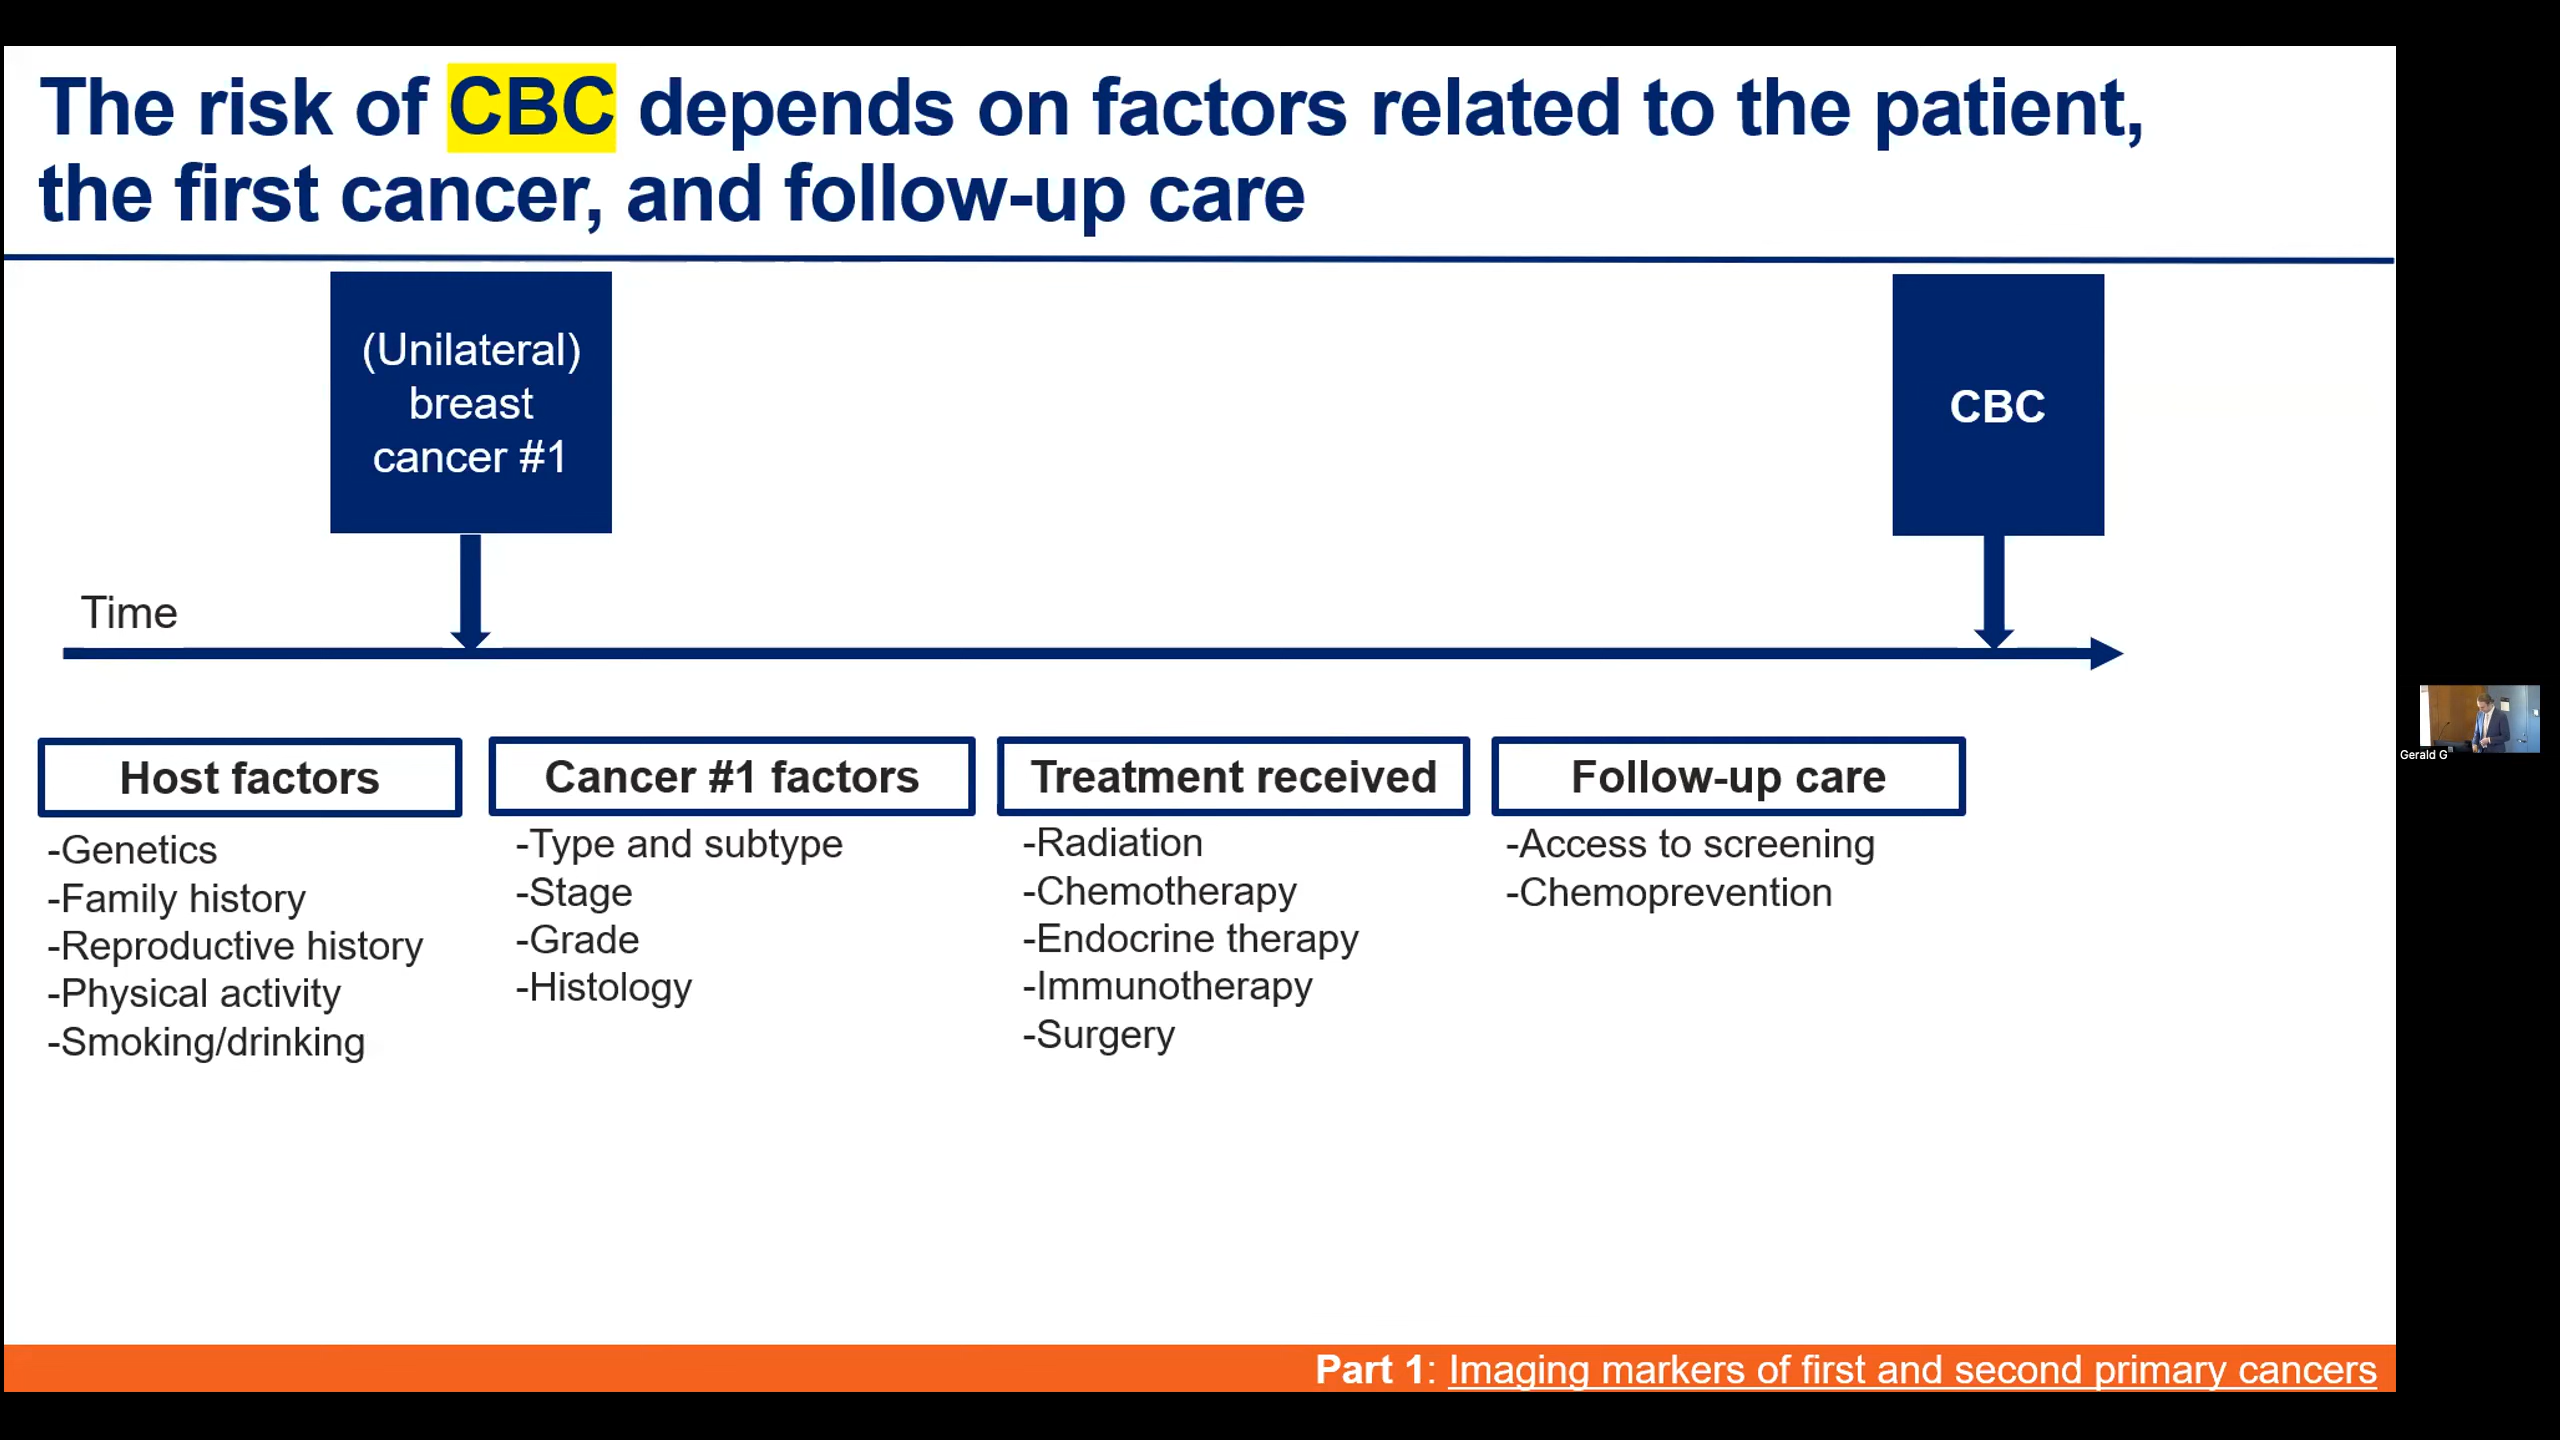 The risk of CBC depends on factors related to the patient,
the first cancer, and follow-up care
(Unilateral)
breast
cancer #1
CBC
Time
Host factors
-Genetics
-Family history
-Reproductive history
-Physical activity
-Smoking/drinking
Cancer #1 factors
-Type and subtype
-Stage
-Grade
-Histology
Treatment received
-Radiation
-Chemotherapy
-Endocrine therapy
-Immunotherapy
-Surgery
Follow-up care
-Access to screening
-Chemoprevention
Gerald G
Part 1: Imaging markers of first and second primary cancers